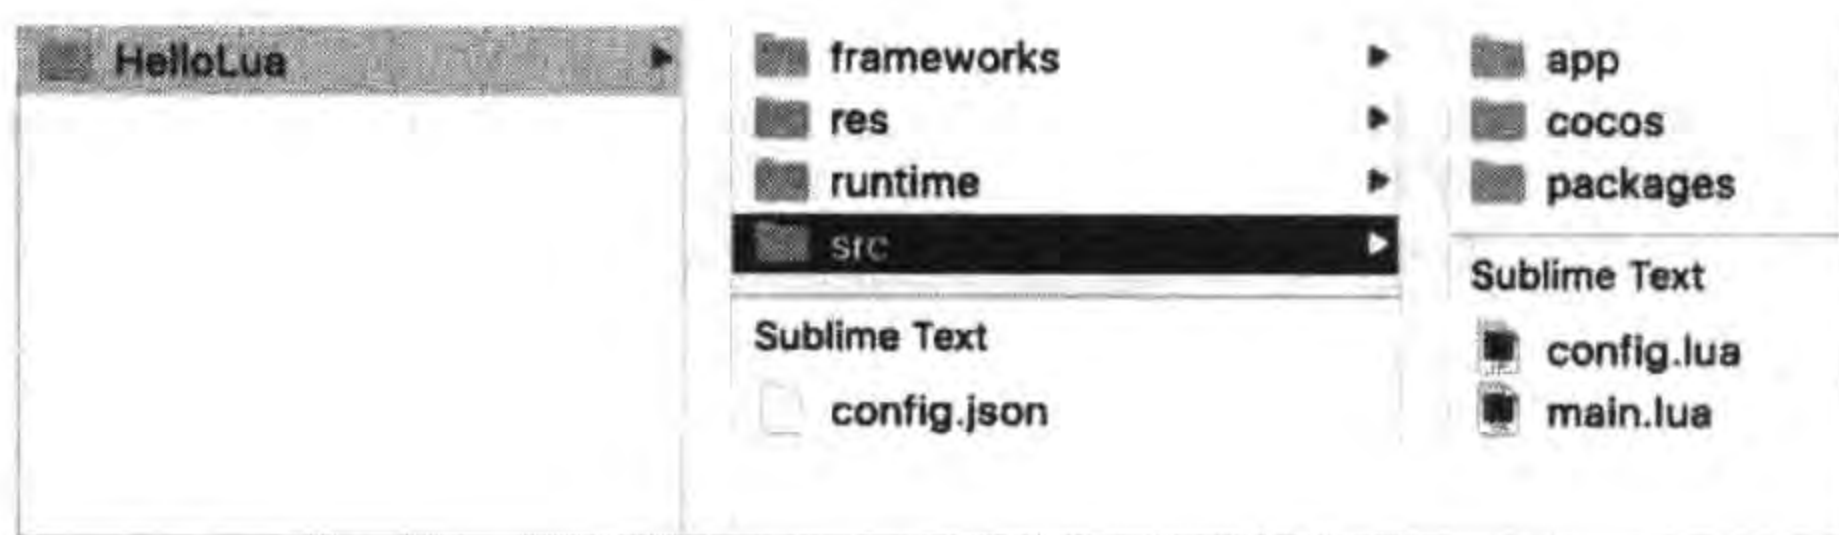 HelloLua
frameworks
res
runtime
src
Sublime Text
config.json
app
cocos
packages
Sublime Text
config.lua
main.lua